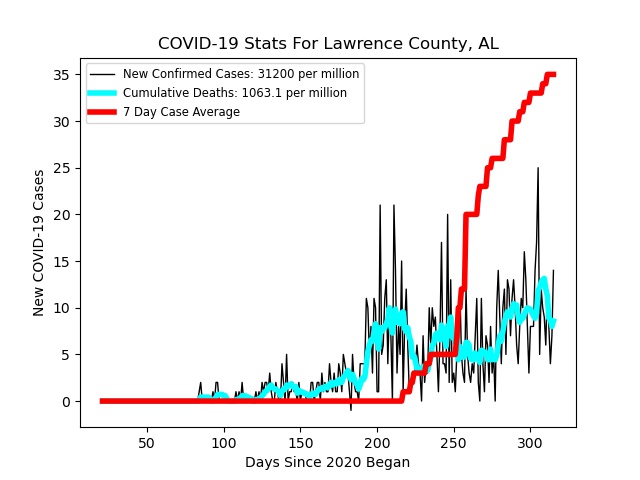 COVID-19 Stats For Lawrence County, AL
New Confirmed Cases: 31200 per million
Cumulative Deaths: 1063.1 per million
7 Day Case Average
35
30
25
20
15
10
5
0
New COVID-19 Cases
50 100 150 200 250 300
Days Since 2020 Began